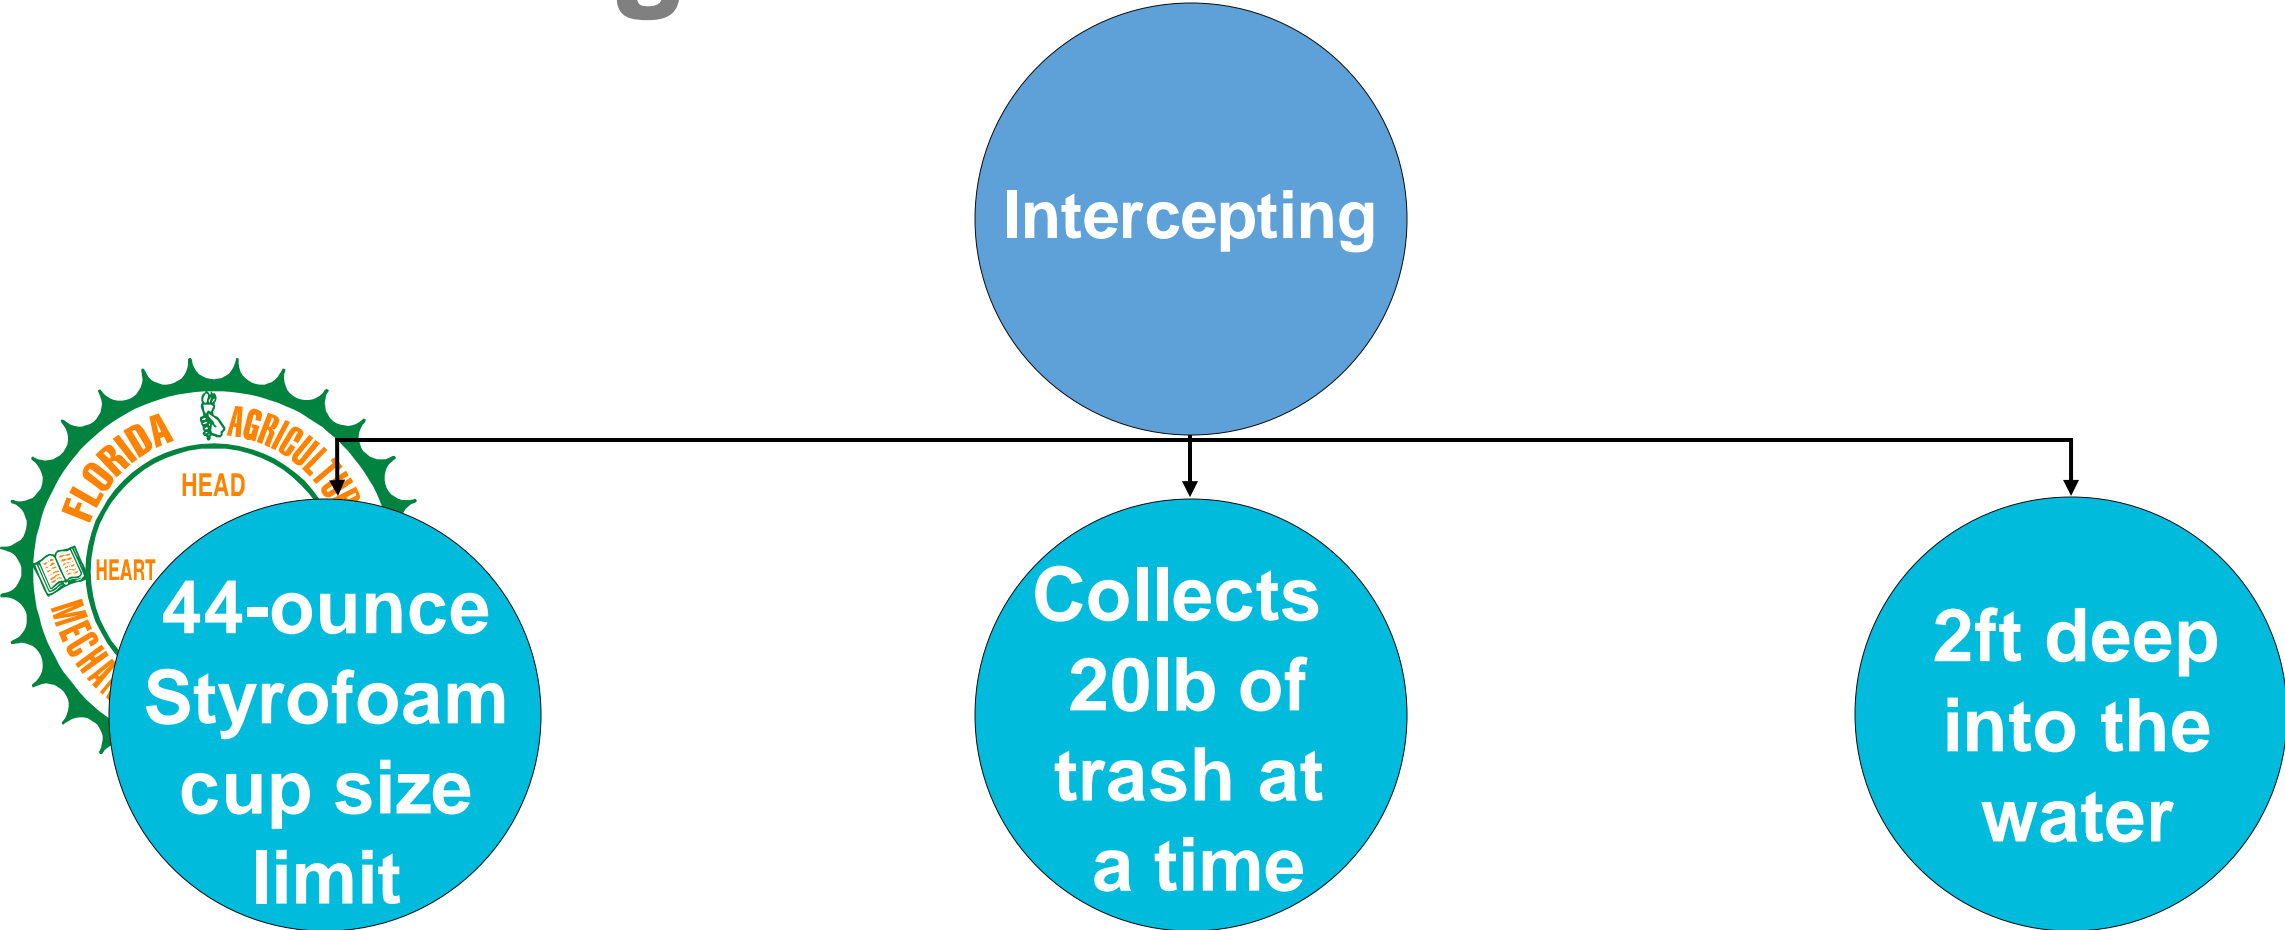 Intercepting
FLORIDA
HEAD
HEART
44-ounce
Styrofoam
cup size
limit
Collects
20lb of
trash at
a time
2ft deep
into the
water